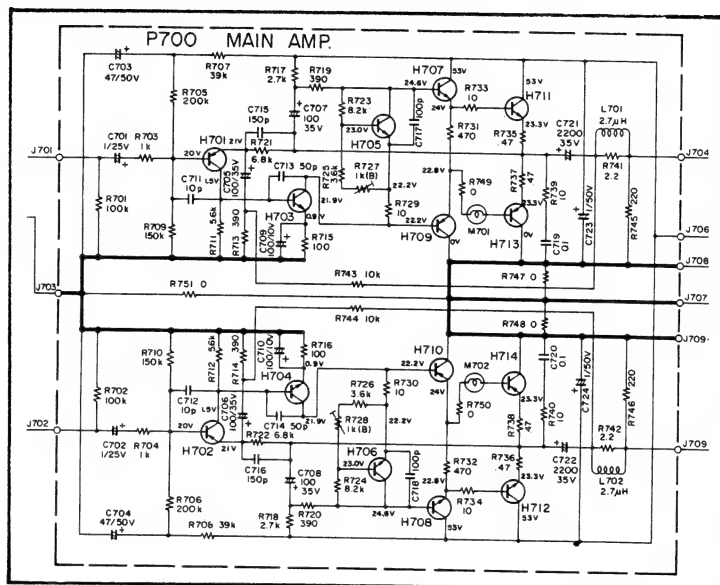 P700 MAIN AMP.
C703
47/50V
R707
39k
R705
200k
R717
2.7k
R719
390
C715
150p
C707
100
35V
R723
8.2k
23.0V
H705
C717
100p
24.8V
H707
53V
24V
R733
10
R731
470
53V
H711
23.3V
R735
.47
C721
2200
35V
L701
2.7μH
J701
C701
1/25V
R703
1k
H701
20V
21V
1.5V
R721
6.8k
C705
100/35V
C713 50p
R725
3.6k
R727
1k(B)
22.2V
R729
10
22.2V
22.8V
R749
0
M701
R737
.47
23.3V
R739
10
R741
2.2
J704
R701
100k
C711
10p
R709
150k
R711
5.6k
R713
390
H703
21.9V
0.9V
C709
100/10V
R715
100
H709
0V
H713
0V
C719
0.1
C723
1/50V
R745
220
J706
J708
R743 10k
R747 0
J703
R751 0
J707
R744 10k
R748 0
J709
R710
150k
R712
5.6k
R714
390
C710
100/10V
R716
100
0.9V
H704
22.2V
H710
24V
M702
H714
C720
0.1
C724
1/50V
R746
220
R702
100k
C712
10p
1.5V
C706
100/35V
C714 50p
21.9V
R726
3.6k
R730
10
R728
1k(B)
22.2V
R750
0
23.3V
R738
.47
R740
10
J702
C702
1/25V
R704
1k
20V
H702
21V
R722 6.8k
C716
150p
C708
100
35V
23.0V
H706
R724
8.2k
C718
100p
22.8V
R732
470
R736
.47
23.3V
C722
2200
35V
R742
2.2
L702
2.7μH
J709
R706
200k
C704
47/50V
R706 39k
R718
2.7k
R720
390
24.8V
H708
53V
R734
10
H712
53V